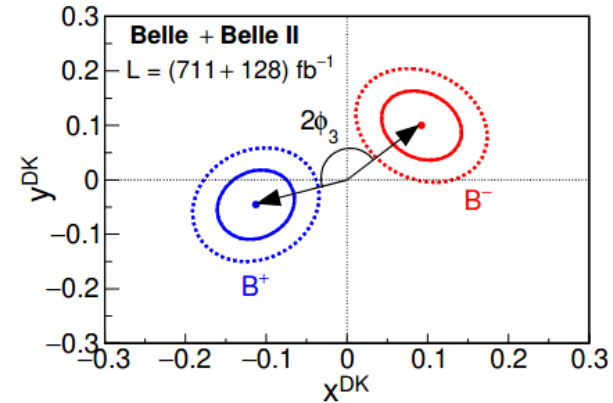 Belle + Belle II
L = (711 + 128) fb⁻¹
0.3
0.2
0.1
0
−0.1
−0.2
−0.3
y^DK
2ϕ₃
B⁻
B⁺
−0.3 −0.2 −0.1 0 0.1 0.2 0.3
x^DK